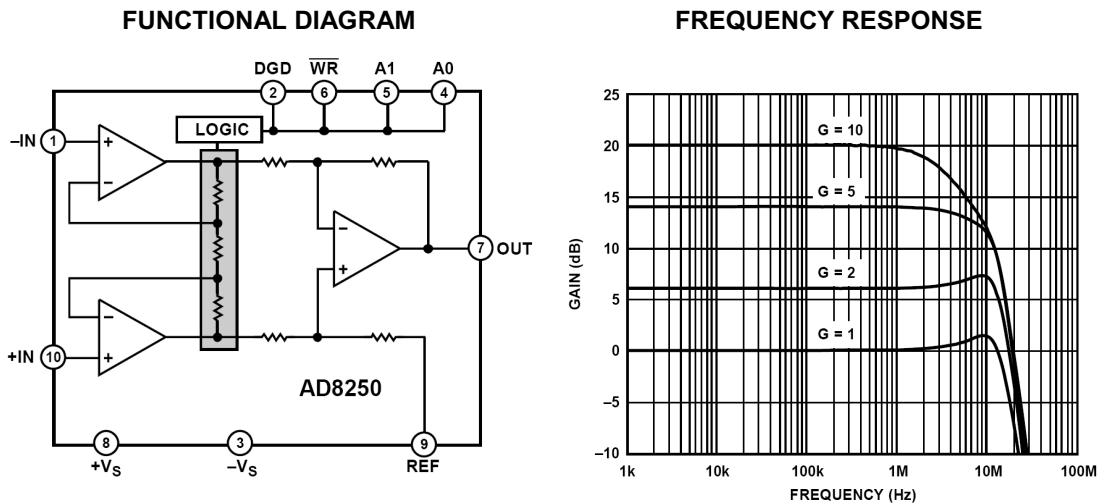 FUNCTIONAL DIAGRAM
DGD
WR
A1
A0
2
6
5
4
LOGIC
–IN
1
+
–
–
+
7
OUT
–
+
+IN
10
AD8250
8
3
9
+VS
–VS
REF
FREQUENCY RESPONSE
25
20
15
10
5
0
–5
–10
GAIN (dB)
G = 10
G = 5
G = 2
G = 1
1k
10k
100k
1M
10M
100M
FREQUENCY (Hz)